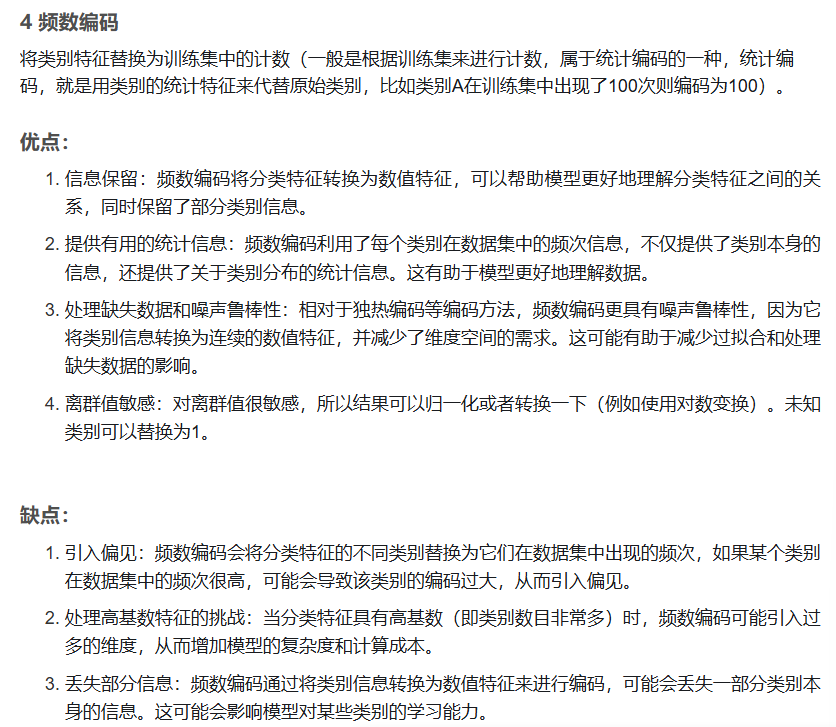 4 频数编码
将类别特征替换为训练集中的计数（一般是根据训练集来进行计数，属于统计编码的一种，统计编
码，就是用类别的统计特征来代替原始类别，比如类别A在训练集中出现了100次则编码为100）。
优点：
1. 信息保留：频数编码将分类特征转换为数值特征，可以帮助模型更好地理解分类特征之间的关
系，同时保留了部分类别信息。
2. 提供有用的统计信息：频数编码利用了每个类别在数据集中的频次信息，不仅提供了类别本身的
信息，还提供了关于类别分布的统计信息。这有助于模型更好地理解数据。
3. 处理缺失数据和噪声鲁棒性：相对于独热编码等编码方法，频数编码更具有噪声鲁棒性，因为它
将类别信息转换为连续的数值特征，并减少了维度空间的需求。这可能有助于减少过拟合和处理
缺失数据的影响。
4. 离群值敏感：对离群值很敏感，所以结果可以归一化或者转换一下（例如使用对数变换）。未知
类别可以替换为1。
缺点：
1. 引入偏见：频数编码会将分类特征的不同类别替换为它们在数据集中出现的频次，如果某个类别
在数据集中的频次很高，可能会导致该类别的编码过大，从而引入偏见。
2. 处理高基数特征的挑战：当分类特征具有高基数（即类别数目非常多）时，频数编码可能引入过
多的维度，从而增加模型的复杂度和计算成本。
3. 丢失部分信息：频数编码通过将类别信息转换为数值特征来进行编码，可能会丢失一部分类别本
身的信息。这可能会影响模型对某些类别的学习能力。